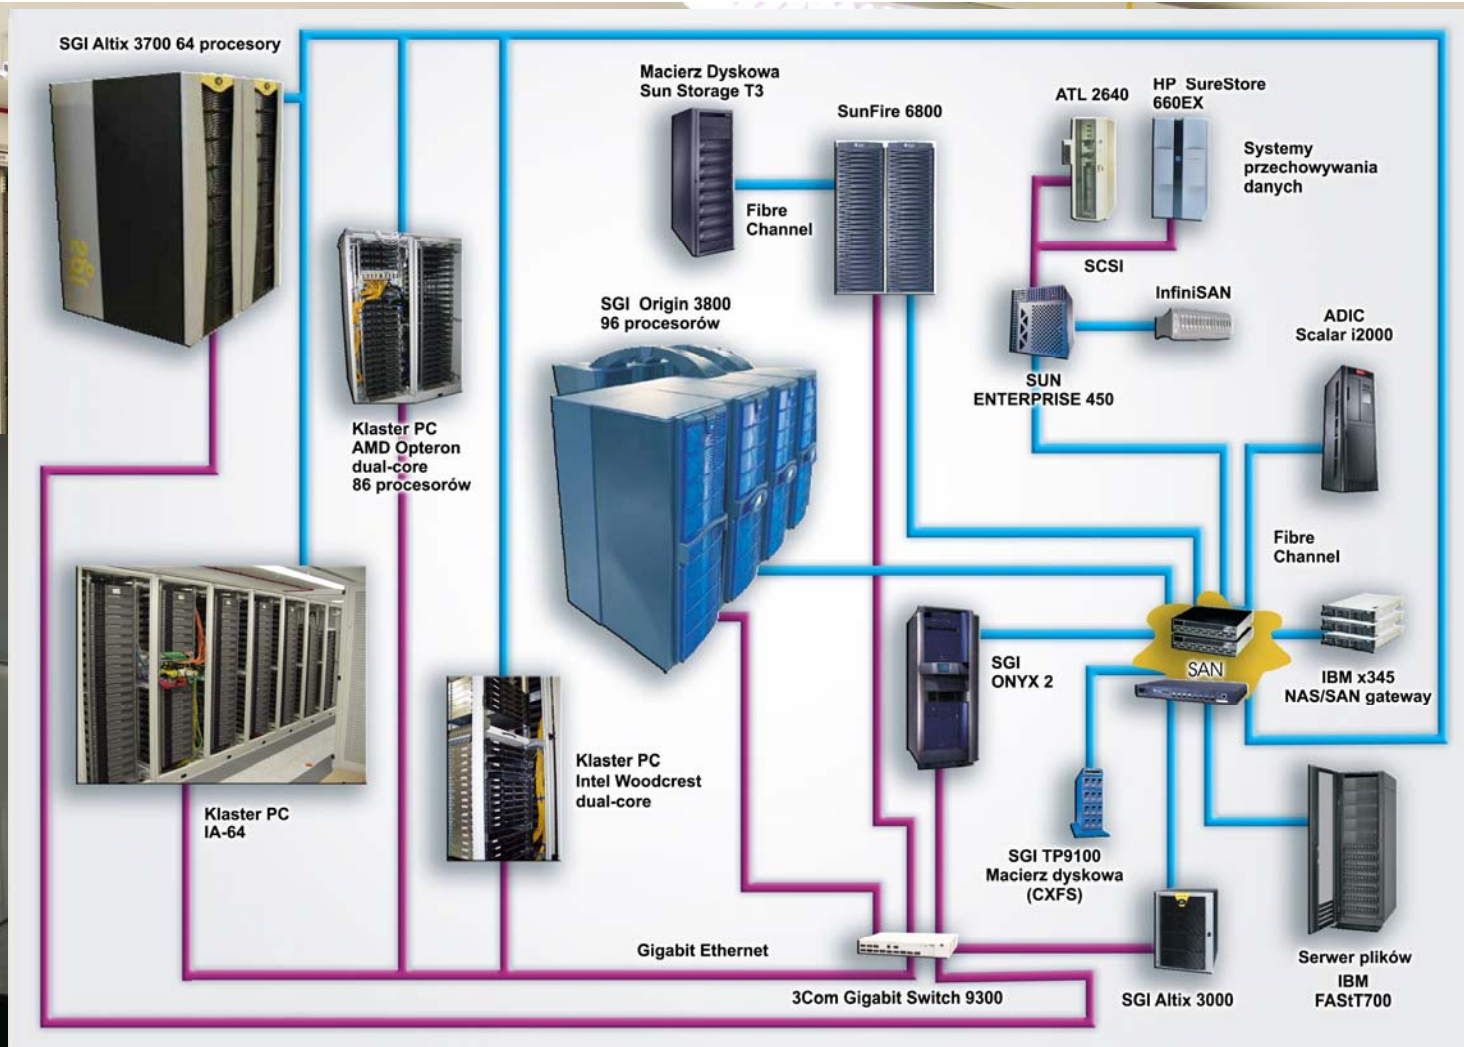 SGI Altix 3700 64 procesory
Macierz Dyskowa
Sun Storage T3
SunFire 6800
ATL 2640
HP SureStore
660EX
Systemy
przechowywania
danych
Fibre
Channel
SCSI
InfiniSAN
SGI Origin 3800
96 procesorów
ADIC
Scalar i2000
SUN
ENTERPRISE 450
Klaster PC
AMD Opteron
dual-core
86 procesorów
Fibre
Channel
SGI
ONYX 2
SAN
IBM x345
NAS/SAN gateway
Klaster PC
Intel Woodcrest
dual-core
Klaster PC
IA-64
SGI TP9100
Macierz dyskowa
(CXFS)
Gigabit Ethernet
3Com Gigabit Switch 9300
SGI Altix 3000
Serwer plików
IBM
FAStT700